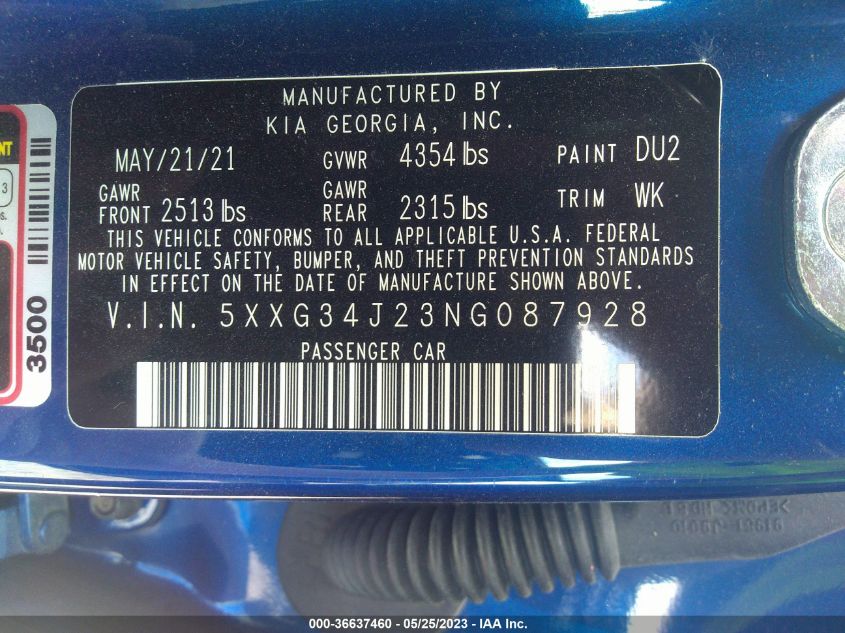 MANUFACTURED BY
KIA GEORGIA, INC.
MAY/21/21 GVWR 4354 lbs PAINT DU2
GAWR FRONT 2513 lbs GAWR REAR 2315 lbs TRIM WK
THIS VEHICLE CONFORMS TO ALL APPLICABLE U.S.A. FEDERAL
MOTOR VEHICLE SAFETY, BUMPER, AND THEFT PREVENTION STANDARDS
IN EFFECT ON THE DATE OF MANUFACTURE SHOWN ABOVE.
V.I.N. 5XXG34J23NG087928
PASSENGER CAR
3500
000-36637460 - 05/25/2023 - IAA Inc.